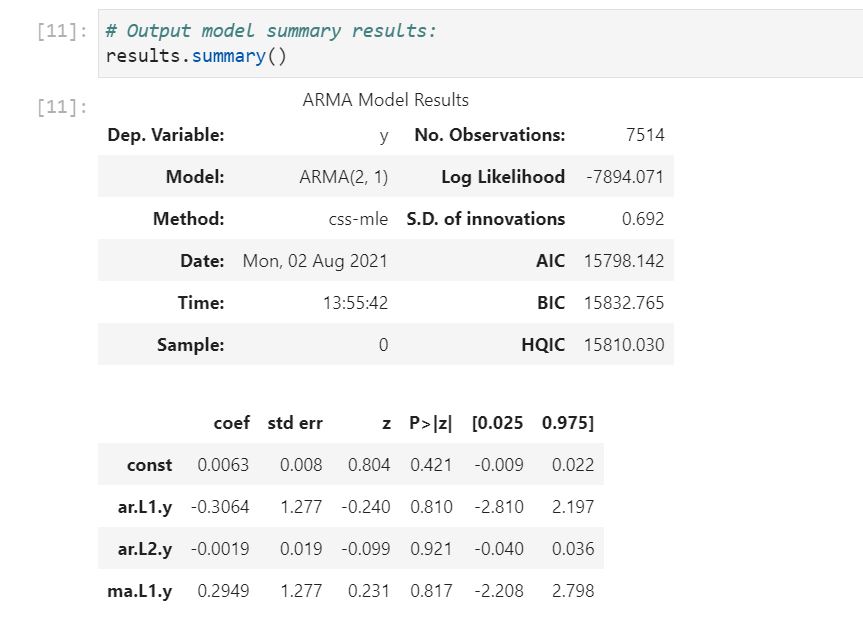 [11]: # Output model summary results:
results.summary()
[11]: ARMA Model Results
Dep. Variable: y No. Observations: 7514
Model: ARMA(2, 1) Log Likelihood -7894.071
Method: css-mle S.D. of innovations 0.692
Date: Mon, 02 Aug 2021 AIC 15798.142
Time: 13:55:42 BIC 15832.765
Sample: 0 HQIC 15810.030
coef std err z P>|z| [0.025 0.975]
const 0.0063 0.008 0.804 0.421 -0.009 0.022
ar.L1.y -0.3064 1.277 -0.240 0.810 -2.810 2.197
ar.L2.y -0.0019 0.019 -0.099 0.921 -0.040 0.036
ma.L1.y 0.2949 1.277 0.231 0.817 -2.208 2.798